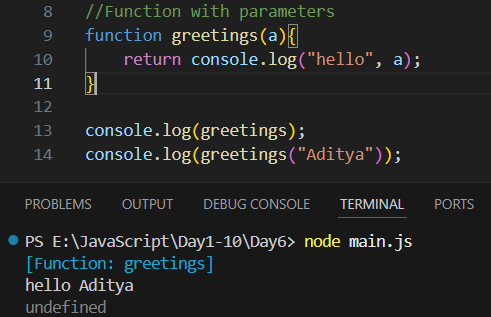 8 //Function with parameters
9 function greetings(a){
10     return console.log("hello", a);
11 }
12
13 console.log(greetings);
14 console.log(greetings("Aditya"));
PROBLEMS OUTPUT DEBUG CONSOLE TERMINAL PORTS
PS E:\JavaScript\Day1-10\Day6> node main.js
[Function: greetings]
hello Aditya
undefined